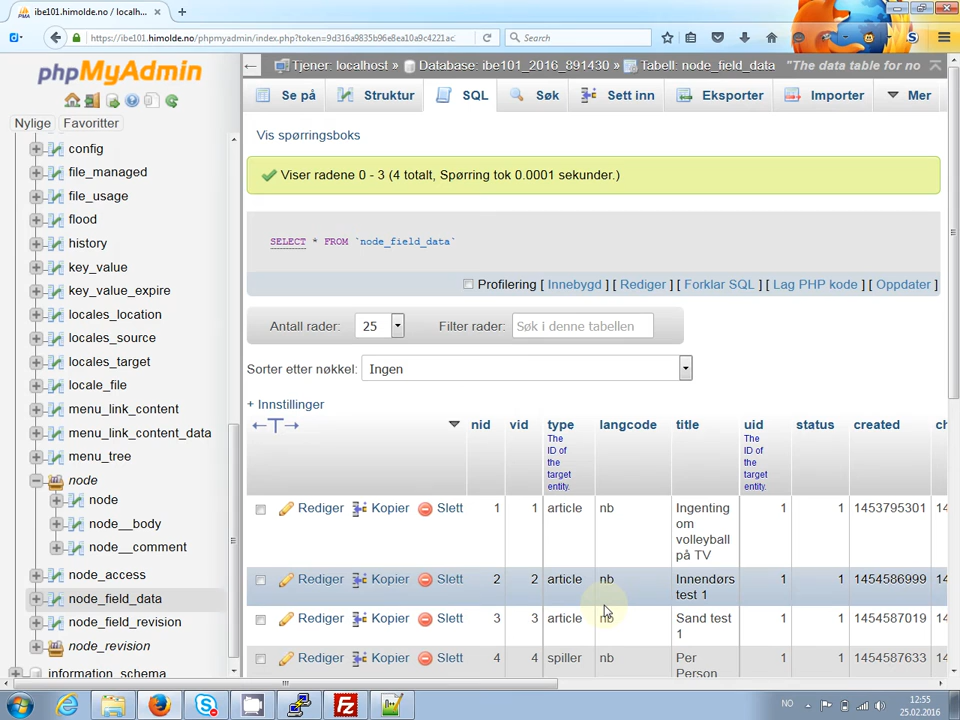 ibe101.himolde.no / localh...
https://ibe101.himolde.no/phpmyadmin/index.php?token=9d316a9835b96e8ea10a9c4221ac
Search
phpMyAdmin
Nylige
Favoritter
config
file_managed
file_usage
flood
history
key_value
key_value_expire
locales_location
locales_source
locales_target
locale_file
menu_link_content
menu_link_content_data
menu_tree
node
node
node__body
node__comment
node_access
node_field_data
node_field_revision
node_revision
information_schema
Tjener: localhost » Database: ibe101_2016_891430 » Tabell: node_field_data "The data table for no
Se på
Struktur
SQL
Søk
Sett inn
Eksporter
Importer
Mer
Vis spørringsboks
Viser radene 0 - 3 (4 totalt, Spørring tok 0.0001 sekunder.)
SELECT * FROM `node_field_data`
Profilering [ Innebygd ] [ Rediger ] [ Forklar SQL ] [ Lag PHP kode ] [ Oppdater ]
Antall rader: 25 Filter rader: Søk i denne tabellen
Sorter etter nøkkel: Ingen
+ Innstillinger
←T→ nid vid type langcode title uid status created ch
The The
ID of ID of
the the
target target
entity. entity.
Rediger Kopier Slett 1 1 article nb Ingenting 1 1 1453795301 14
om
volleyball
på TV
Rediger Kopier Slett 2 2 article nb Innendørs 1 1 1454586999 14
test 1
Rediger Kopier Slett 3 3 article nb Sand test 1 1 1454587019 14
1
Rediger Kopier Slett 4 4 spiller nb Per 1 1 1454587633 14
Person
NO
12:55
25.02.2016